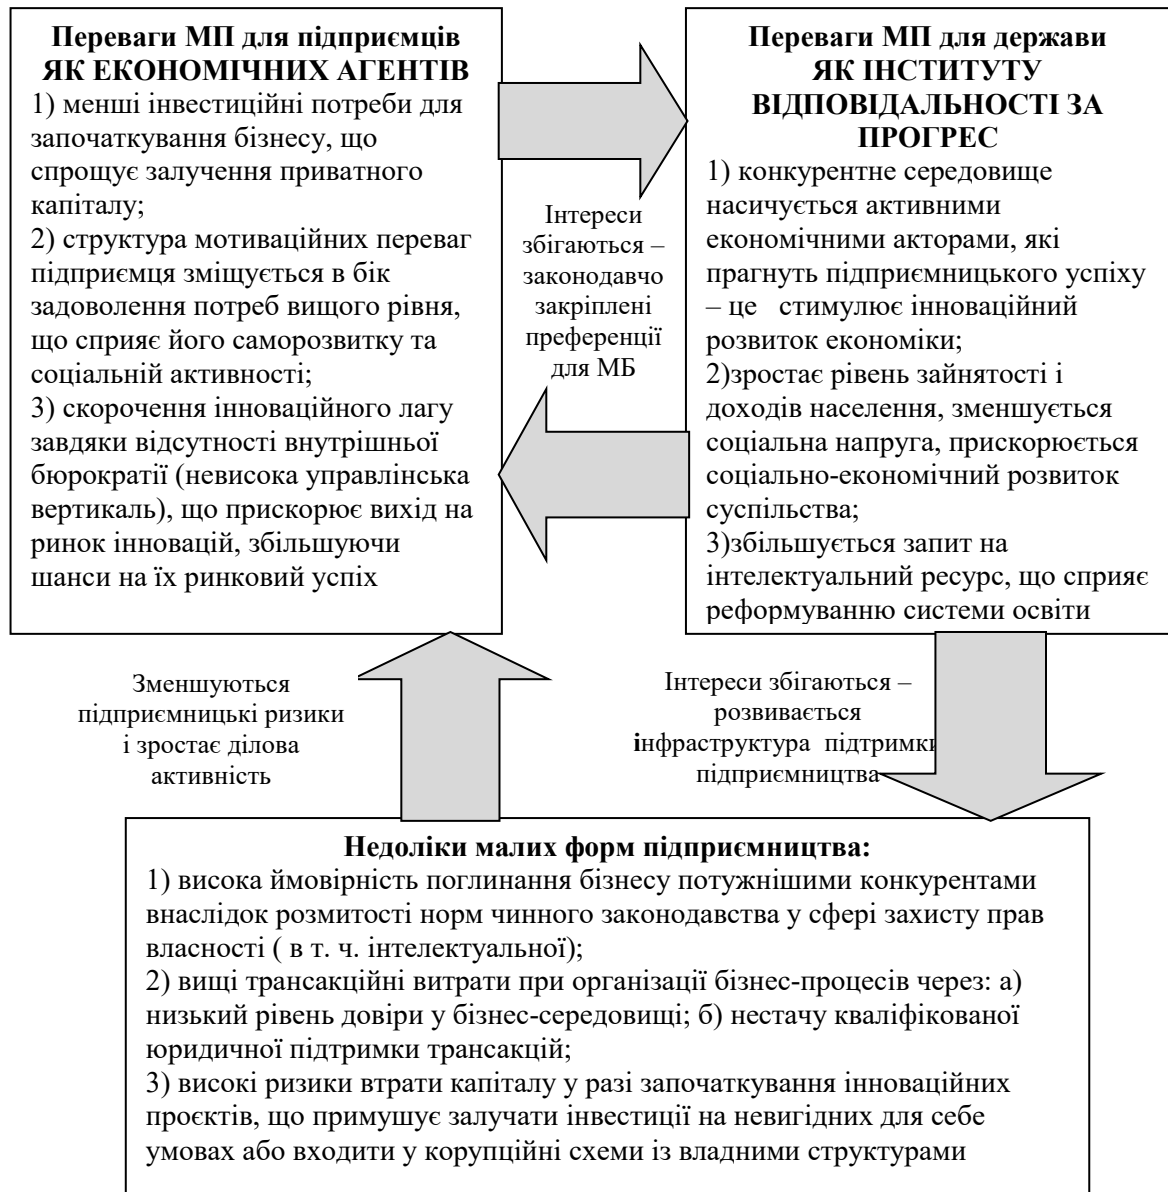 Переваги МП для підприємців
ЯК ЕКОНОМІЧНИХ АГЕНТІВ
1) менші інвестиційні потреби для
започаткування бізнесу, що
спрощує залучення приватного
капіталу;
2) структура мотиваційних переваг
підприємця зміщується в бік
задоволення потреб вищого рівня,
що сприяє його саморозвитку та
соціальній активності;
3) скорочення інноваційного лагу
завдяки відсутності внутрішньої
бюрократії (невисока управлінська
вертикаль), що прискорює вихід на
ринок інновацій, збільшуючи
шанси на їх ринковий успіх
Інтереси
збігаються –
законодавчо
закріплені
преференції
для МБ
Переваги МП для держави
ЯК ІНСТИТУТУ
ВІДПОВІДАЛЬНОСТІ ЗА
ПРОГРЕС
1) конкурентне середовище
насичується активними
економічними акторами, які
прагнуть підприємницького успіху
– це стимулює інноваційний
розвиток економіки;
2)зростає рівень зайнятості і
доходів населення, зменшується
соціальна напруга, прискорюється
соціально-економічний розвиток
суспільства;
3)збільшується запит на
інтелектуальний ресурс, що сприяє
реформуванню системи освіти
Зменшуються
підприємницькі ризики
і зростає ділова
активність
Інтереси збігаються –
розвивається
інфраструктура підтримки
підприємництва
Недоліки малих форм підприємництва:
1) висока ймовірність поглинання бізнесу потужнішими конкурентами
внаслідок розмитості норм чинного законодавства у сфері захисту прав
власності ( в т. ч. інтелектуальної);
2) вищі трансакційні витрати при організації бізнес-процесів через: а)
низький рівень довіри у бізнес-середовищі; б) нестачу кваліфікованої
юридичної підтримки трансакцій;
3) високі ризики втрати капіталу у разі започаткування інноваційних
проєктів, що примушує залучати інвестиції на невигідних для себе
умовах або входити у корупційні схеми із владними структурами